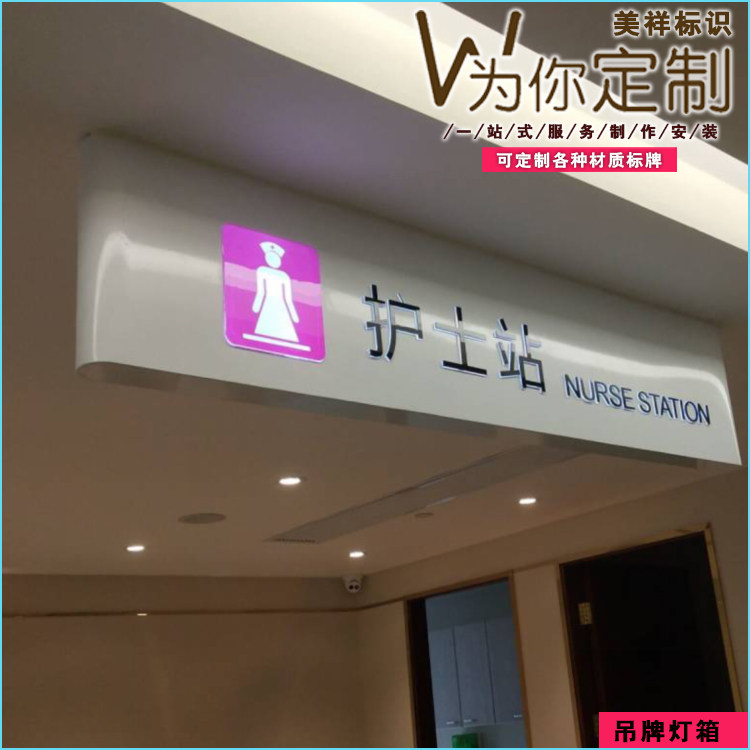 美祥标识
W为你定制
/一/站/式/服/务/制/作/安/装
可定制各种材质标牌
护士站 NURSE STATION
吊牌灯箱